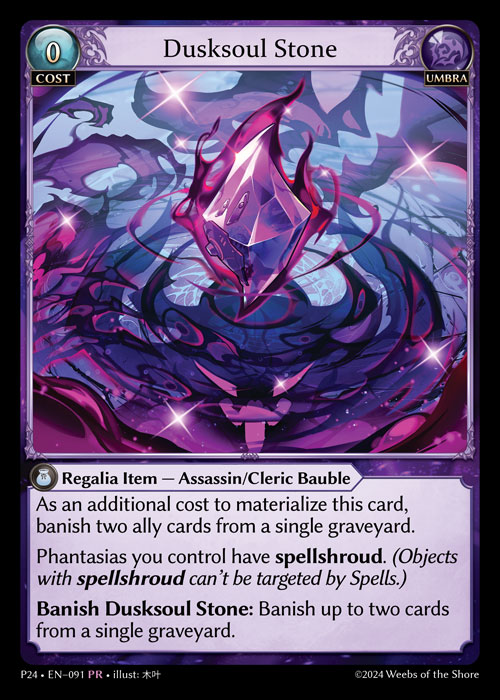 0
Dusksoul Stone
COST
UMBRA
Regalia Item — Assassin/Cleric Bauble
As an additional cost to materialize this card,
banish two ally cards from a single graveyard.
Phantasias you control have spellshroud. (Objects
with spellshroud can't be targeted by Spells.)
Banish Dusksoul Stone: Banish up to two cards
from a single graveyard.
P24 • EN–091 PR • illust: 木叶
©2024 Weebs of the Shore